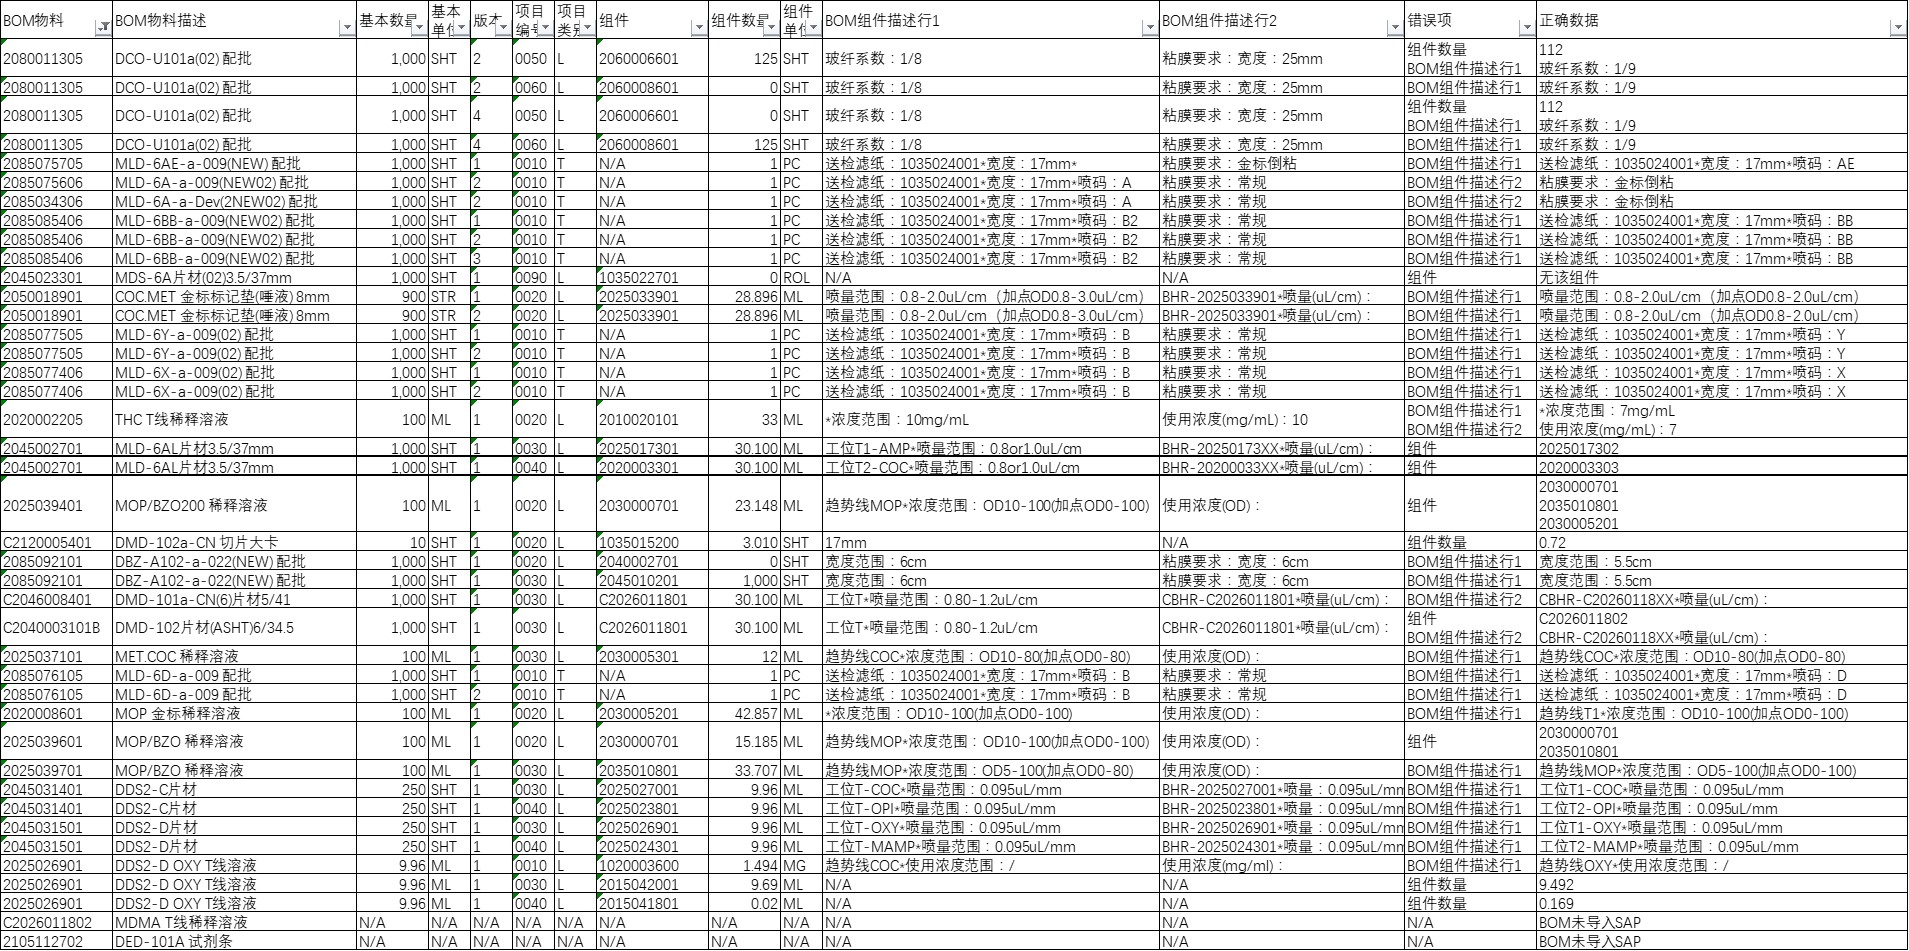 BOM物料 BOM物料描述 基本数量 基本单位 版本 项目编号 项目类别 组件 组件数量 组件单位 BOM组件描述行1 BOM组件描述行2 错误项 正确数据
2080011305 DCO-U101a(02) 配批 1,000 SHT 2 0050 L 2060006601 125 SHT 玻纤系数：1/8 粘膜要求：宽度：25mm 组件数量 112
BOM组件描述行1 玻纤系数：1/9
2080011305 DCO-U101a(02) 配批 1,000 SHT 2 0060 L 2060008601 0 SHT 玻纤系数：1/8 粘膜要求：宽度：25mm BOM组件描述行1 玻纤系数：1/9
2080011305 DCO-U101a(02) 配批 1,000 SHT 4 0050 L 2060006601 0 SHT 玻纤系数：1/8 粘膜要求：宽度：25mm 组件数量 112
BOM组件描述行1 玻纤系数：1/9
2080011305 DCO-U101a(02) 配批 1,000 SHT 4 0060 L 2060008601 125 SHT 玻纤系数：1/8 粘膜要求：宽度：25mm BOM组件描述行1 玻纤系数：1/9
2085075705 MLD-6AE-a-009(NEW) 配批 1,000 SHT 1 0010 T N/A 1 PC 送检滤纸：1035024001*宽度：17mm* 粘膜要求：金标倒粘 BOM组件描述行1 送检滤纸：1035024001*宽度：17mm*喷码：AE
2085075606 MLD-6A-a-009(NEW02) 配批 1,000 SHT 2 0010 T N/A 1 PC 送检滤纸：1035024001*宽度：17mm*喷码：A 粘膜要求：常规 BOM组件描述行2 粘膜要求：金标倒粘
2085034306 MLD-6A-a-Dev(2NEW02) 配批 1,000 SHT 2 0010 T N/A 1 PC 送检滤纸：1035024001*宽度：17mm*喷码：A 粘膜要求：常规 BOM组件描述行2 粘膜要求：金标倒粘
2085085406 MLD-6BB-a-009(NEW02) 配批 1,000 SHT 1 0010 T N/A 1 PC 送检滤纸：1035024001*宽度：17mm*喷码：B2 粘膜要求：常规 BOM组件描述行1 送检滤纸：1035024001*宽度：17mm*喷码：BB
2085085406 MLD-6BB-a-009(NEW02) 配批 1,000 SHT 2 0010 T N/A 1 PC 送检滤纸：1035024001*宽度：17mm*喷码：B2 粘膜要求：常规 BOM组件描述行1 送检滤纸：1035024001*宽度：17mm*喷码：BB
2085085406 MLD-6BB-a-009(NEW02) 配批 1,000 SHT 3 0010 T N/A 1 PC 送检滤纸：1035024001*宽度：17mm*喷码：B2 粘膜要求：常规 BOM组件描述行1 送检滤纸：1035024001*宽度：17mm*喷码：BB
2045023301 MDS-6A片材(02)3.5/37mm 1,000 SHT 1 0090 L 1035022701 0 ROL N/A N/A 组件 无该组件
2050018901 COC.MET 金标标记垫(唾液) 8mm 900 STR 1 0020 L 2025033901 28.896 ML 喷量范围：0.8-2.0uL/cm（加点OD0.8-3.0uL/cm） BHR-2025033901*喷量(uL/cm)： BOM组件描述行1 喷量范围：0.8-2.0uL/cm（加点OD0.8-2.0uL/cm）
2050018901 COC.MET 金标标记垫(唾液) 8mm 900 STR 2 0020 L 2025033901 28.896 ML 喷量范围：0.8-2.0uL/cm（加点OD0.8-3.0uL/cm） BHR-2025033901*喷量(uL/cm)： BOM组件描述行1 喷量范围：0.8-2.0uL/cm（加点OD0.8-2.0uL/cm）
2085077505 MLD-6Y-a-009(02) 配批 1,000 SHT 1 0010 T N/A 1 PC 送检滤纸：1035024001*宽度：17mm*喷码：B 粘膜要求：常规 BOM组件描述行1 送检滤纸：1035024001*宽度：17mm*喷码：Y
2085077505 MLD-6Y-a-009(02) 配批 1,000 SHT 2 0010 T N/A 1 PC 送检滤纸：1035024001*宽度：17mm*喷码：B 粘膜要求：常规 BOM组件描述行1 送检滤纸：1035024001*宽度：17mm*喷码：Y
2085077406 MLD-6X-a-009(02) 配批 1,000 SHT 1 0010 T N/A 1 PC 送检滤纸：1035024001*宽度：17mm*喷码：B 粘膜要求：常规 BOM组件描述行1 送检滤纸：1035024001*宽度：17mm*喷码：X
2085077406 MLD-6X-a-009(02) 配批 1,000 SHT 2 0010 T N/A 1 PC 送检滤纸：1035024001*宽度：17mm*喷码：B 粘膜要求：常规 BOM组件描述行1 送检滤纸：1035024001*宽度：17mm*喷码：X
2020002205 THC T线稀释溶液 100 ML 1 0020 L 2010020101 33 ML *浓度范围：10mg/mL 使用浓度(mg/mL)：10 BOM组件描述行1 *浓度范围：7mg/mL
BOM组件描述行2 使用浓度(mg/mL)：7
2045002701 MLD-6AL片材3.5/37mm 1,000 SHT 1 0030 L 2025017301 30.100 ML 工位T1-AMP*喷量范围：0.8or1.0uL/cm BHR-20250173XX*喷量(uL/cm)： 组件 2025017302
2045002701 MLD-6AL片材3.5/37mm 1,000 SHT 1 0040 L 2020003301 30.100 ML 工位T2-COC*喷量范围：0.8or1.0uL/cm BHR-20200033XX*喷量(uL/cm)： 组件 2020003303
2025039401 MOP/BZO200 稀释溶液 100 ML 1 0020 L 2030000701 23.148 ML 趋势线MOP*浓度范围：OD10-100(加点OD0-100) 使用浓度(OD)： 组件 2030000701
2035010801
2030005201
C2120005401 DMD-102a-CN 切片大卡 10 SHT 1 0020 L 1035015200 3.010 SHT 17mm N/A 组件数量 0.72
2085092101 DBZ-A102-a-022(NEW) 配批 1,000 SHT 1 0020 L 2040002701 0 SHT 宽度范围：6cm 粘膜要求：宽度：6cm BOM组件描述行1 宽度范围：5.5cm
2085092101 DBZ-A102-a-022(NEW) 配批 1,000 SHT 1 0030 L 2045010201 1,000 SHT 宽度范围：6cm 粘膜要求：宽度：6cm BOM组件描述行1 宽度范围：5.5cm
C2046008401 DMD-101a-CN(6)片材5/41 1,000 SHT 1 0030 L C2026011801 30.100 ML 工位T*喷量范围：0.80-1.2uL/cm CBHR-C2026011801*喷量(uL/cm)： BOM组件描述行2 CBHR-C20260118XX*喷量(uL/cm)：
C2040003101B DMD-102片材(ASHT)6/34.5 1,000 SHT 1 0030 L C2026011801 30.100 ML 工位T*喷量范围：0.80-1.2uL/cm CBHR-C2026011801*喷量(uL/cm)： 组件 C2026011802
BOM组件描述行2 CBHR-C20260118XX*喷量(uL/cm)：
2025037101 MET.COC 稀释溶液 100 ML 1 0030 L 2030005301 12 ML 趋势线COC*浓度范围：OD10-80(加点OD0-80) 使用浓度(OD)： BOM组件描述行1 趋势线COC*浓度范围：OD10-80(加点OD0-80)
2085076105 MLD-6D-a-009 配批 1,000 SHT 1 0010 T N/A 1 PC 送检滤纸：1035024001*宽度：17mm*喷码：B 粘膜要求：常规 BOM组件描述行1 送检滤纸：1035024001*宽度：17mm*喷码：D
2085076105 MLD-6D-a-009 配批 1,000 SHT 2 0010 T N/A 1 PC 送检滤纸：1035024001*宽度：17mm*喷码：B 粘膜要求：常规 BOM组件描述行1 送检滤纸：1035024001*宽度：17mm*喷码：D
2020008601 MOP 金标稀释溶液 100 ML 1 0020 L 2030005201 42.857 ML *浓度范围：OD10-100(加点OD0-100) 使用浓度(OD)： BOM组件描述行1 趋势线T1*浓度范围：OD10-100(加点OD0-100)
2025039601 MOP/BZO 稀释溶液 100 ML 1 0020 L 2030000701 15.185 ML 趋势线MOP*浓度范围：OD10-100(加点OD0-100) 使用浓度(OD)： 组件 2030000701
2035010801
2025039701 MOP/BZO 稀释溶液 100 ML 1 0030 L 2035010801 33.707 ML 趋势线MOP*浓度范围：OD5-100(加点OD0-80) 使用浓度(OD)： BOM组件描述行1 趋势线MOP*浓度范围：OD5-100(加点OD0-100)
2045031401 DDS2-C片材 250 SHT 1 0030 L 2025027001 9.96 ML 工位T-COC*喷量范围：0.095uL/mm BHR-2025027001*喷量：0.095uL/mm BOM组件描述行1 工位T1-COC*喷量范围：0.095uL/mm
2045031401 DDS2-C片材 250 SHT 1 0040 L 2025023801 9.96 ML 工位T-OPI*喷量范围：0.095uL/mm BHR-2025023801*喷量：0.095uL/mm BOM组件描述行1 工位T2-OPI*喷量范围：0.095uL/mm
2045031501 DDS2-D片材 250 SHT 1 0030 L 2025026901 9.96 ML 工位T-OXY*喷量范围：0.095uL/mm BHR-2025026901*喷量：0.095uL/mm BOM组件描述行1 工位T1-OXY*喷量范围：0.095uL/mm
2045031501 DDS2-D片材 250 SHT 1 0040 L 2025024301 9.96 ML 工位T-MAMP*喷量范围：0.095uL/mm BHR-2025024301*喷量：0.095uL/mm BOM组件描述行1 工位T2-MAMP*喷量范围：0.095uL/mm
2025026901 DDS2-D OXY T线溶液 9.96 ML 1 0010 L 1020003600 1.494 MG 趋势线COC*使用浓度范围：/ 使用浓度(mg/ml)： BOM组件描述行1 趋势线OXY*使用浓度范围：/
2025026901 DDS2-D OXY T线溶液 9.96 ML 1 0030 L 2015042001 9.69 ML N/A N/A 组件数量 9.492
2025026901 DDS2-D OXY T线溶液 9.96 ML 1 0040 L 2015041801 0.02 ML N/A N/A 组件数量 0.169
C2026011802 MDMA T线稀释溶液 N/A N/A N/A N/A N/A N/A N/A N/A N/A N/A N/A BOM未导入SAP
2105112702 DED-101A 试剂条 N/A N/A N/A N/A N/A N/A N/A N/A N/A N/A N/A BOM未导入SAP